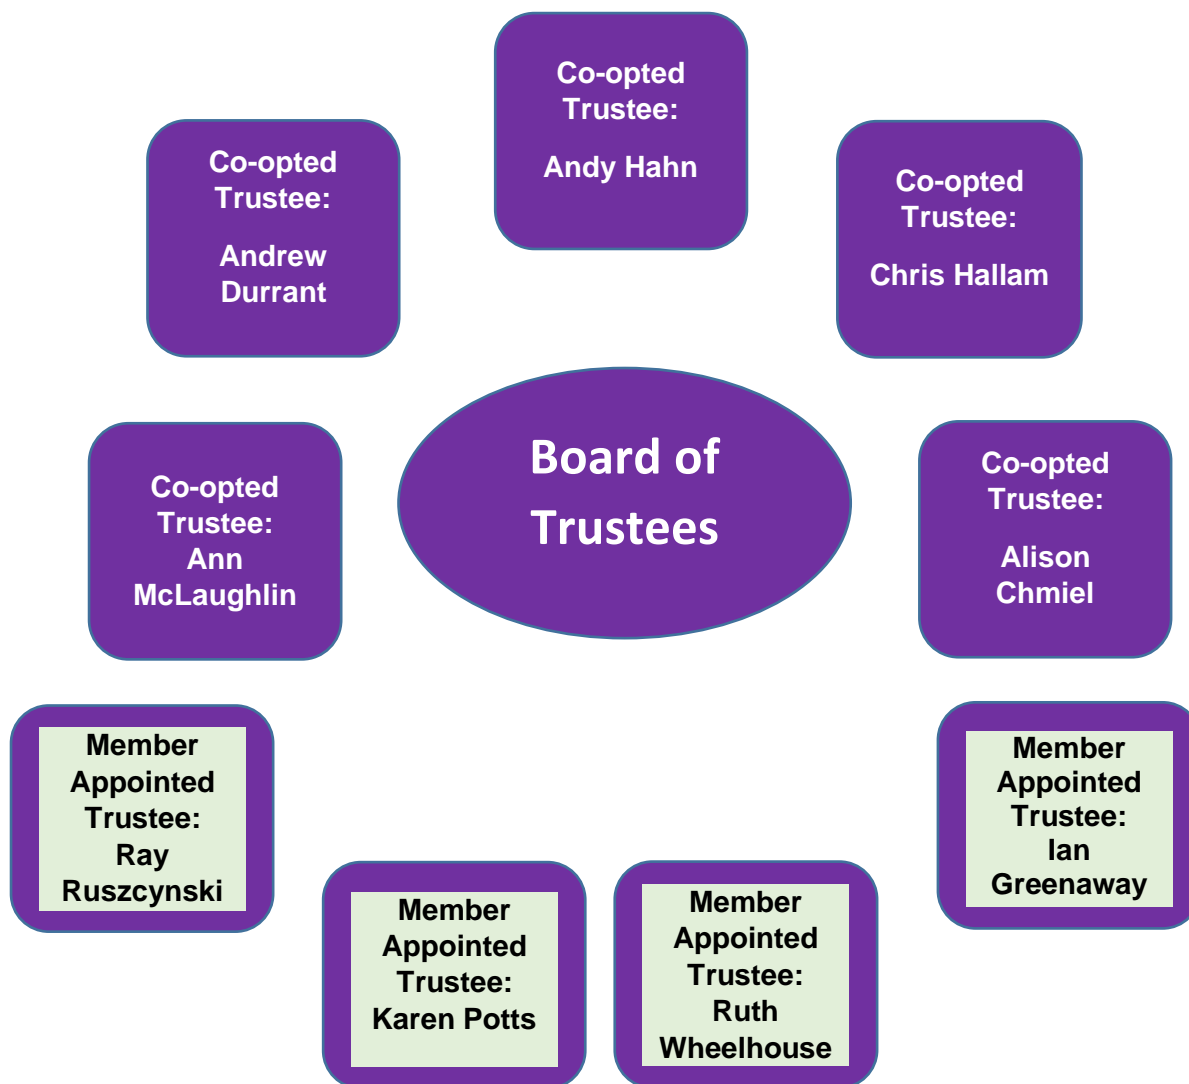 Co-opted
Trustee:
Andy Hahn
Co-opted
Trustee:
Andrew
Durrant
Co-opted
Trustee:
Chris Hallam
Board of
Trustees
Co-opted
Trustee:
Ann
McLaughlin
Co-opted
Trustee:
Alison
Chmiel
Member
Appointed
Trustee:
Ray
Ruszcynski
Member
Appointed
Trustee:
Ian
Greenaway
Member
Appointed
Trustee:
Karen Potts
Member
Appointed
Trustee:
Ruth
Wheelhouse